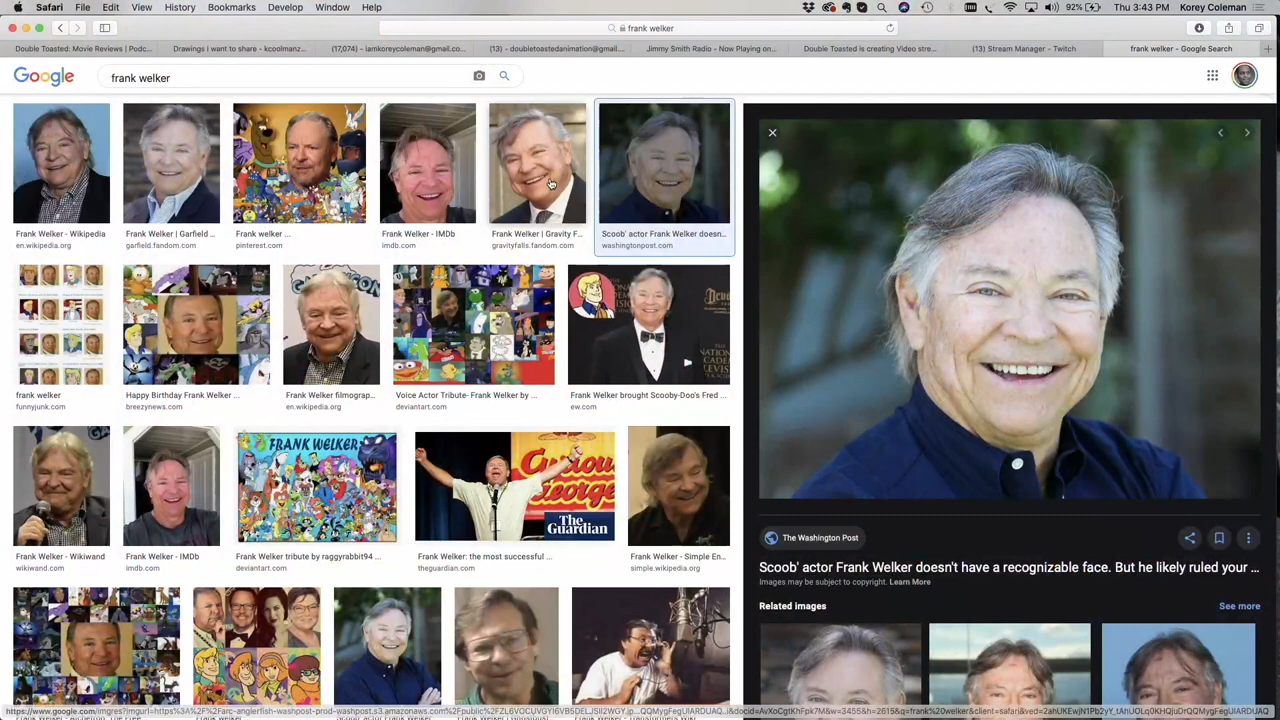 Safari File Edit View History Bookmarks Develop Window Help
92% Thu 3:43 PM Korey Coleman
frank welker
Double Toasted: Movie Reviews | Podc...
Drawings I want to share - kcoolmanz...
(17,074) - iamkoreycoleman@gmail.co...
(13) - doubletoastedanimation@gmail....
Jimmy Smith Radio - Now Playing on...
Double Toasted is creating Video stre...
(13) Stream Manager - Twitch
frank welker - Google Search
Google
frank welker
Frank Welker - Wikipedia
en.wikipedia.org
Frank Welker | Garfield ...
garfield.fandom.com
Frank welker ...
pinterest.com
Frank Welker - IMDb
imdb.com
Frank Welker | Gravity F...
gravityfalls.fandom.com
Scoob' actor Frank Welker doesn...
washingtonpost.com
frank welker
funnyjunk.com
Happy Birthday Frank Welker ...
breezynews.com
Frank Welker filmograp...
en.wikipedia.org
Voice Actor Tribute- Frank Welker by ...
deviantart.com
Frank Welker brought Scooby-Doo's Fred ...
ew.com
FRANK WELKER
Curious
George
The
Guardian
Frank Welker - Wikiwand
wikiwand.com
Frank Welker - IMDb
imdb.com
Frank Welker tribute by raggyrabbit94 ...
deviantart.com
Frank Welker: the most successful ...
theguardian.com
Frank Welker - Simple En...
simple.wikipedia.org
The Washington Post
Scoob' actor Frank Welker doesn't have a recognizable face. But he likely ruled your ...
Images may be subject to copyright. Learn More
Related images
See more